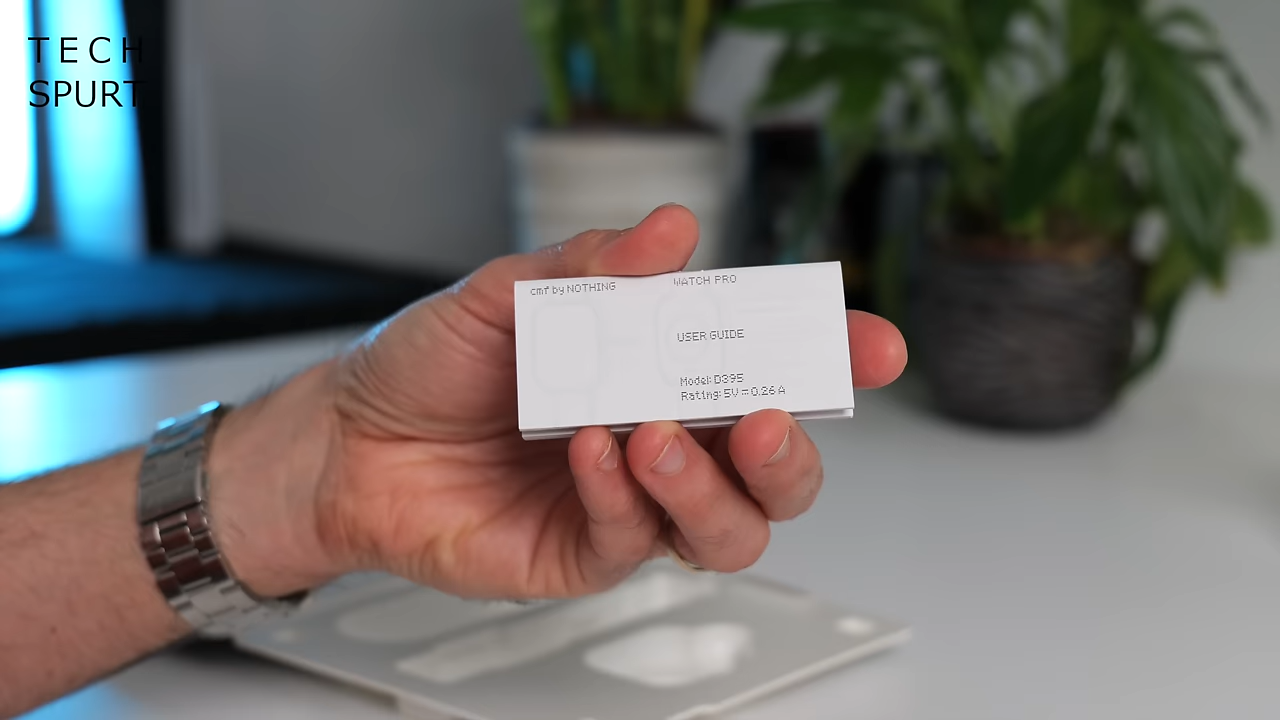 TECH
SPURT
cmf by NOTHING
WATCH PRO
USER GUIDE
Model: D395
Rating: 5V ⎓ 0.26 A